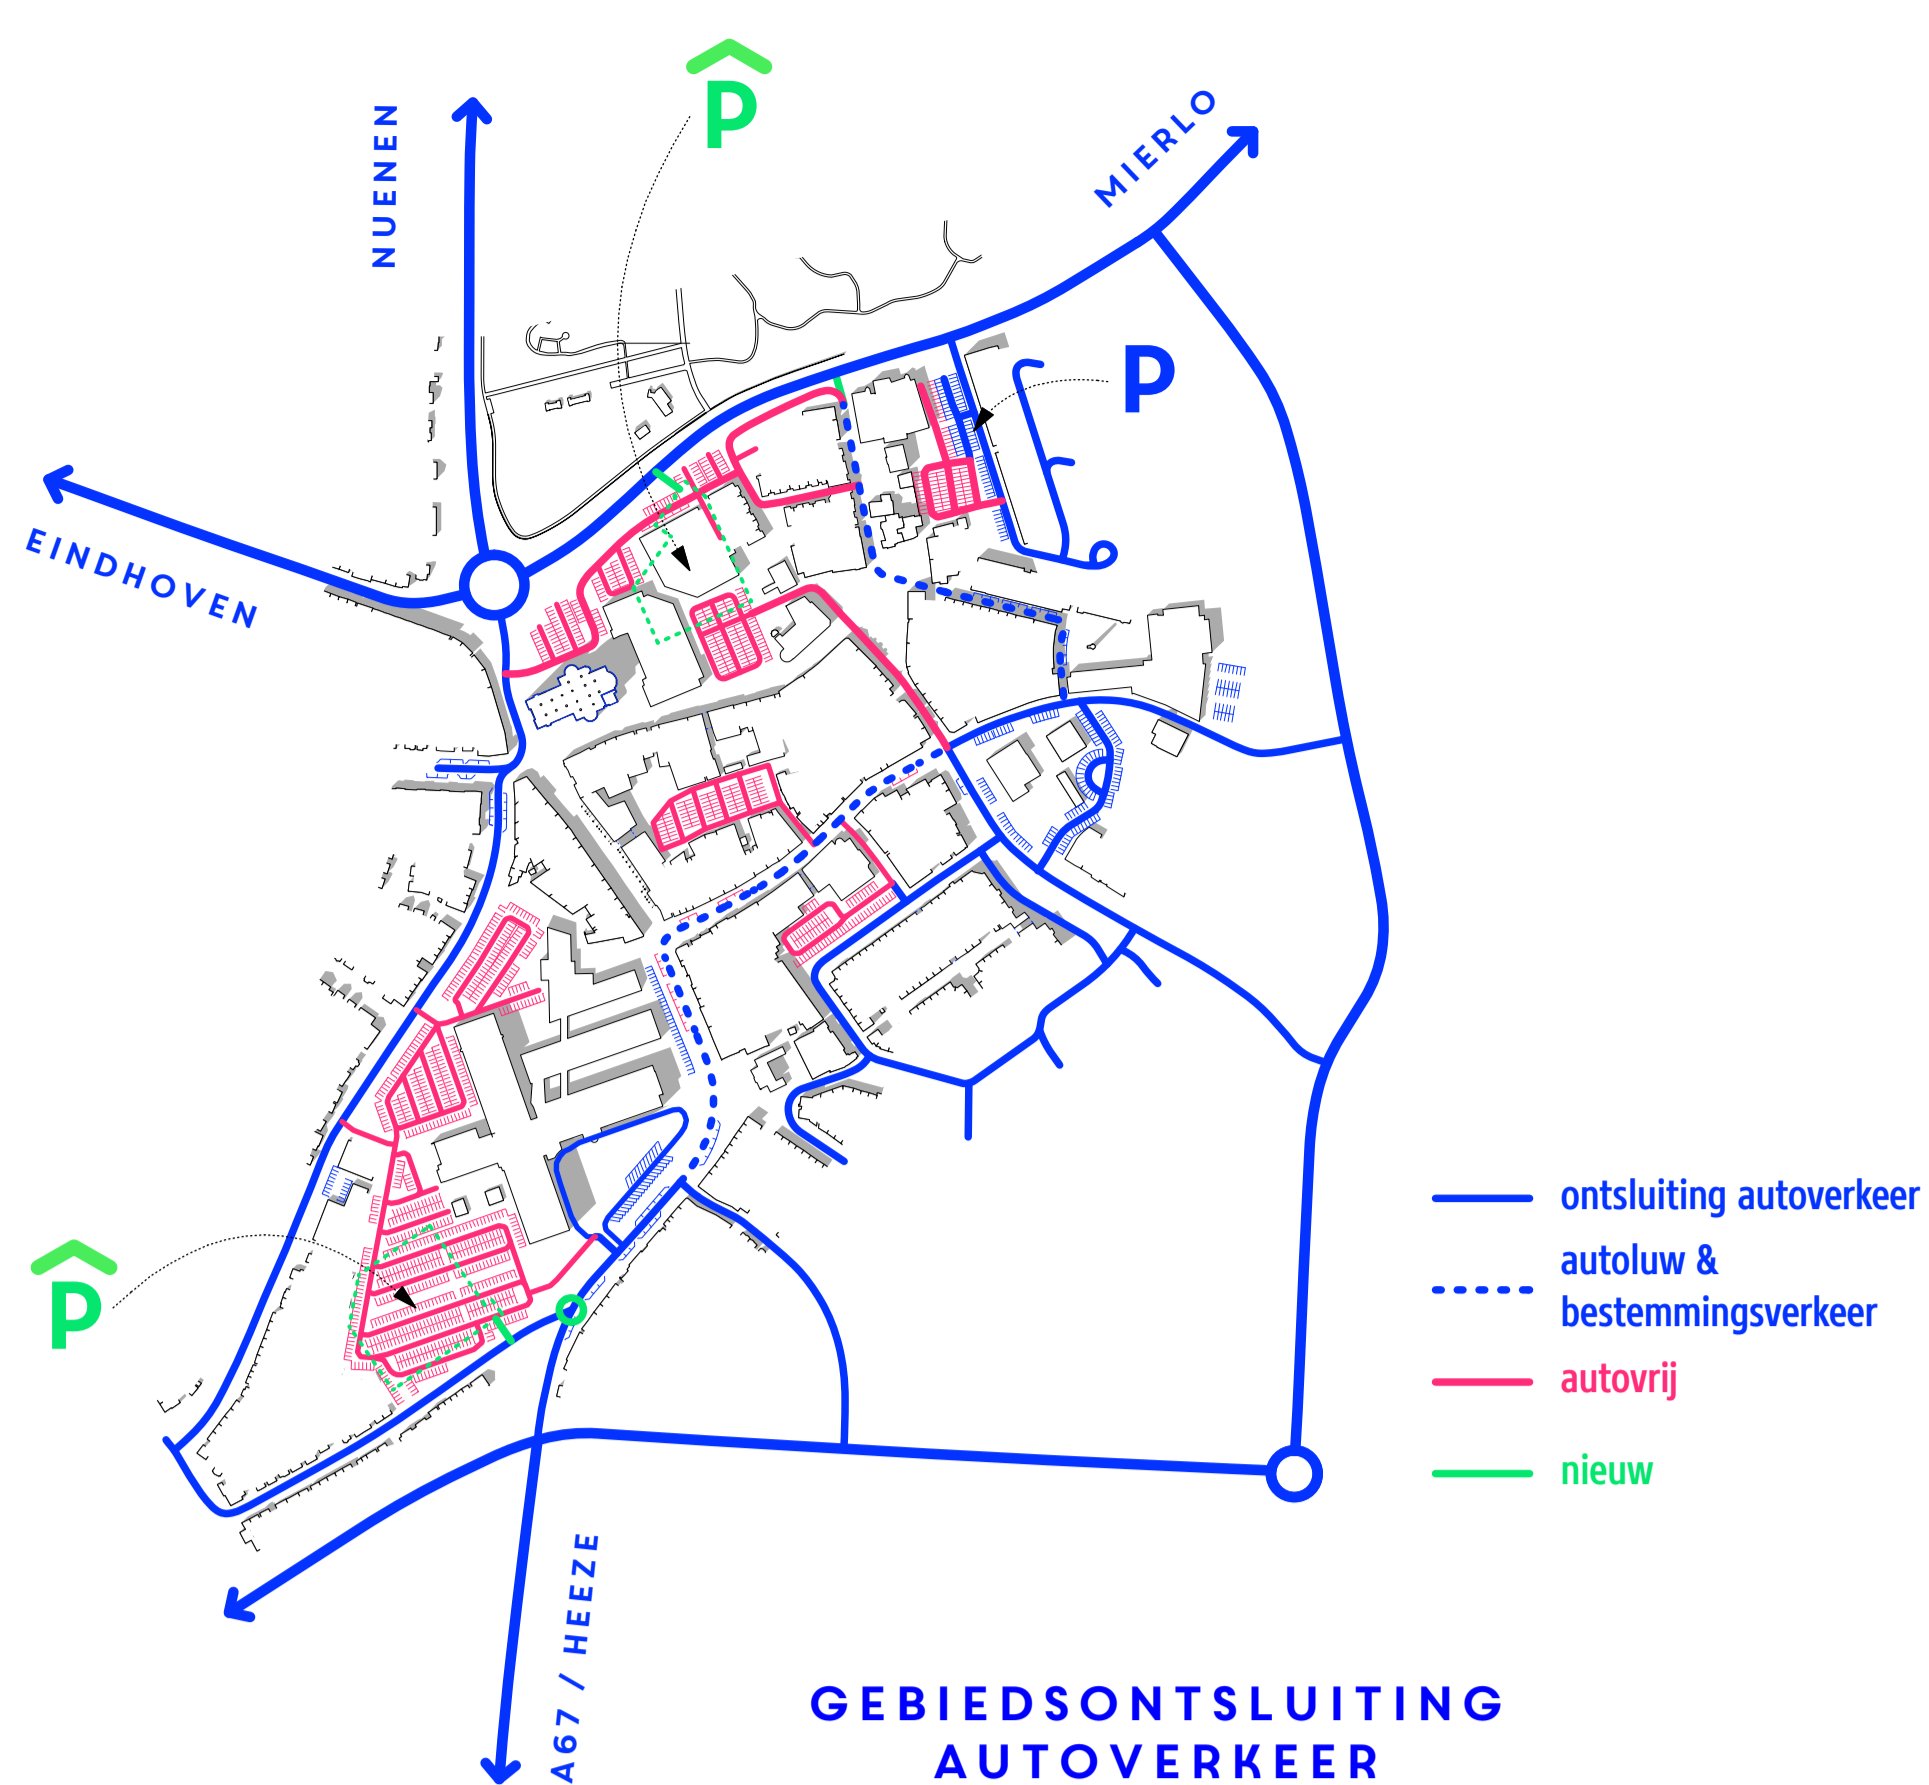 P
NUENEN
MIERLO
P
EINDHOVEN
P
ontsluiting autoverkeer
autoluw &
bestemmingsverkeer
autovrij
nieuw
A67 / HEEZE
GEBIEDSONTSLUITING
AUTOVERKEER